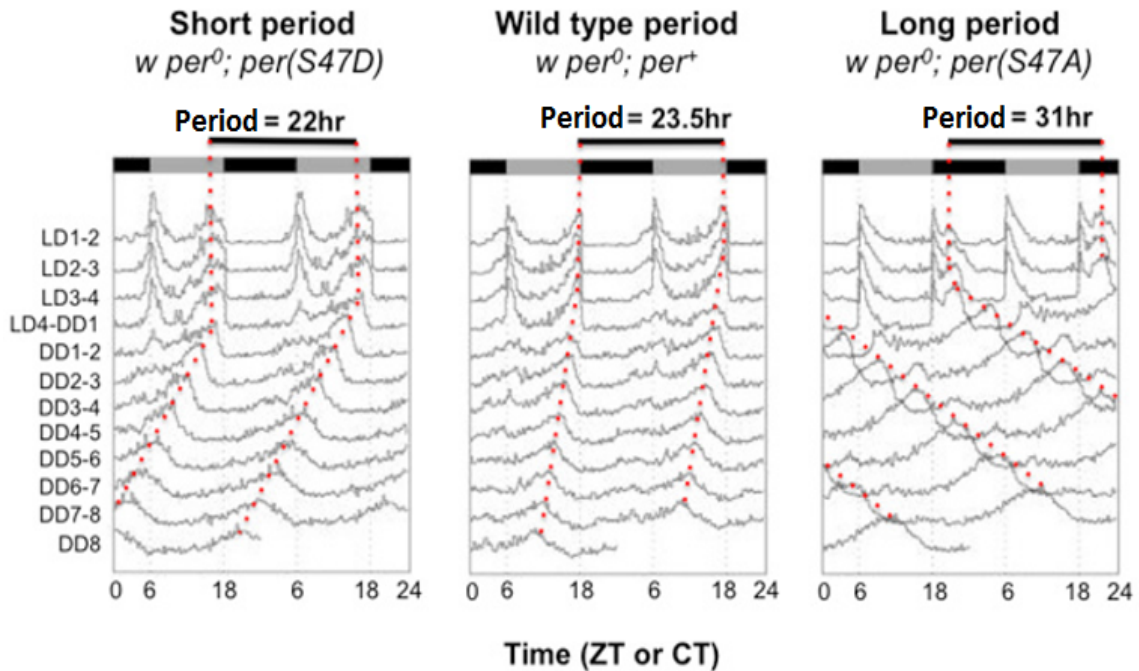 Short period
w per⁰; per(S47D)
Wild type period
w per⁰; per⁺
Long period
w per⁰; per(S47A)
Period = 22hr
Period = 23.5hr
Period = 31hr
LD1-2
LD2-3
LD3-4
LD4-DD1
DD1-2
DD2-3
DD3-4
DD4-5
DD5-6
DD6-7
DD7-8
DD8
0 6 18 6 18 24
0 6 18 6 18 24
0 6 18 6 18 24
Time (ZT or CT)